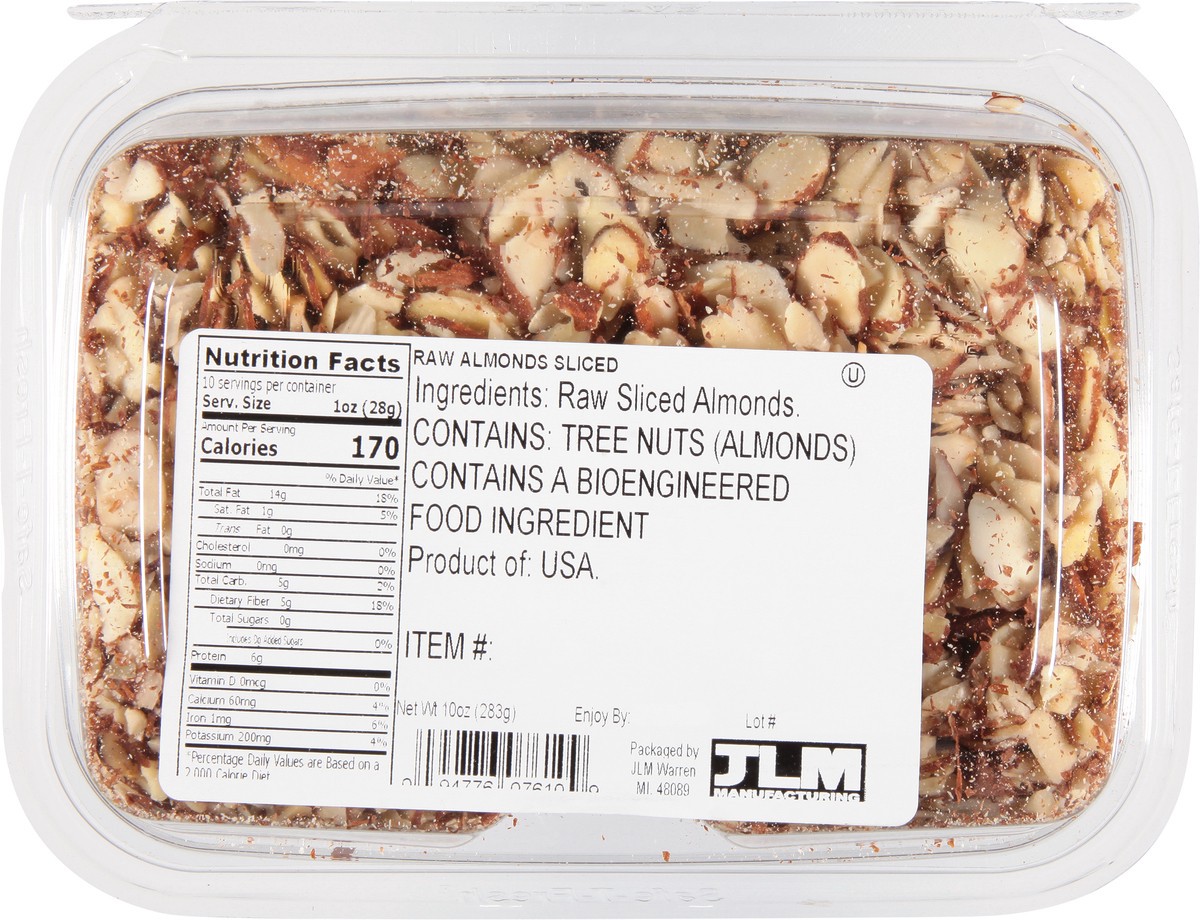 Nutrition Facts
10 servings per container
Serv. Size 1oz (28g)
Amount Per Serving
Calories 170
% Daily Value*
Total Fat 14g 18%
Sat. Fat 1g 5%
Trans Fat 0g
Cholesterol 0mg 0%
Sodium 0mg 0%
Total Carb. 5g 2%
Dietary Fiber 5g 18%
Total Sugars 0g
Includes 0g Added Sugars 0%
Protein 6g
Vitamin D 0mcg 0%
Calcium 60mg 4%
Iron 1mg 6%
Potassium 200mg 4%
*Percentage Daily Values are Based on a
2,000 Calorie Diet
RAW ALMONDS SLICED
U
Ingredients: Raw Sliced Almonds.
CONTAINS: TREE NUTS (ALMONDS)
CONTAINS A BIOENGINEERED
FOOD INGREDIENT
Product of: USA.
ITEM #:
Net Wt 10oz (283g) Enjoy By: Lot #
Packaged by
JLM Warren
MI. 48089
JLM
MANUFACTURING